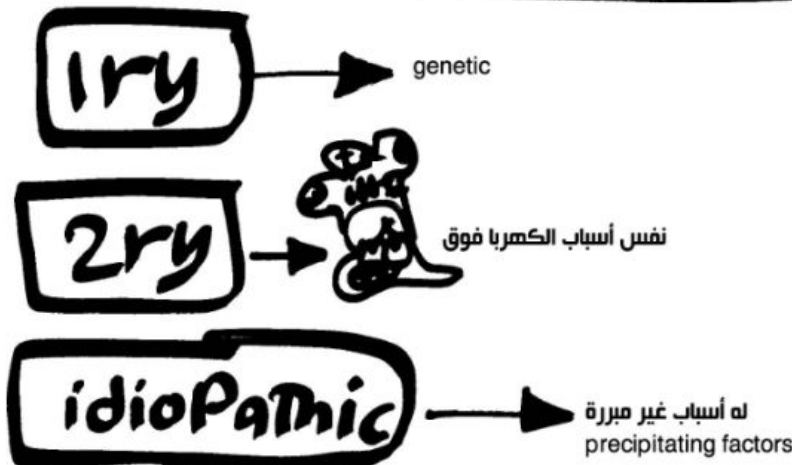 1ry
genetic
2ry
نفس أسباب الكهربا فوق
idiopathic
له أسباب غير مبررة
precipitating factors